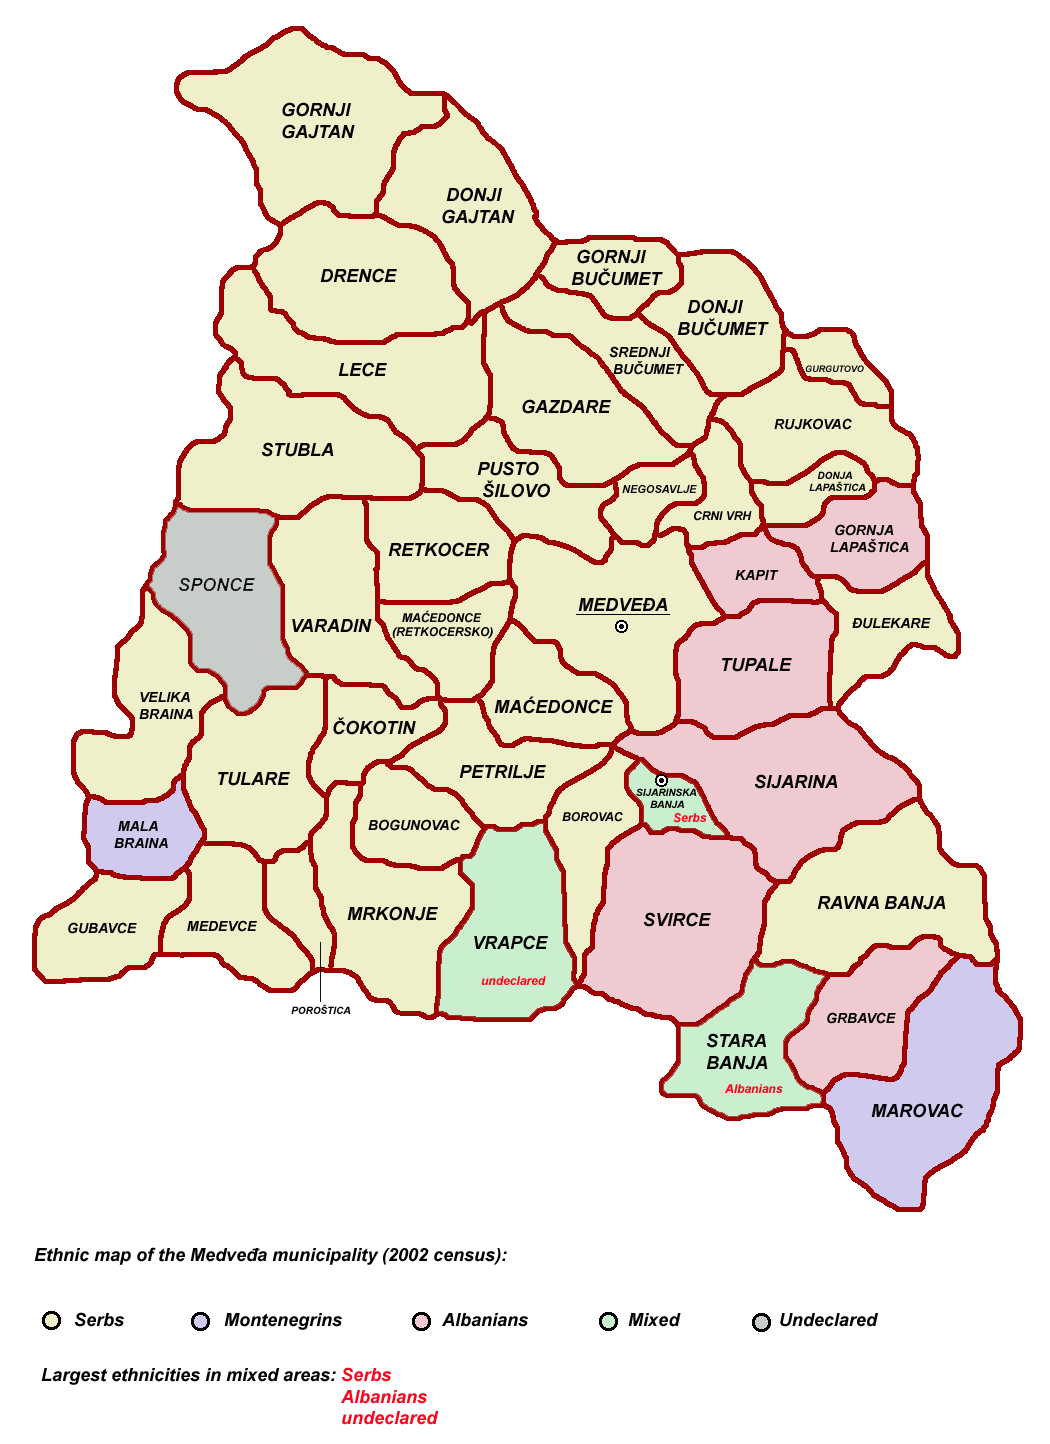 GORNJI
GAJTAN
DONJI
GAJTAN
GORNJI
BUČUMET
DRENCE
DONJI
BUČUMET
SREDNJI
BUČUMET
LECE
GURGUTOVO
GAZDARE
RUJKOVAC
STUBLA
PUSTO
ŠILOVO
NEGOSAVLJE
DONJA
LAPAŠTICA
CRNI VRH
GORNJA
LAPAŠTICA
RETKOCER
KAPIT
SPONCE
MEDVEĐA
VARADIN
MAĆEDONCE
(RETKOCERSKO)
ĐULEKARE
TUPALE
VELIKA
BRAINA
MAĆEDONCE
ČOKOTIN
TULARE
PETRILJE
SIJARINA
SIJARINSKA
BANJA
Serbs
MALA
BRAINA
BOGUNOVAC
BOROVAC
RAVNA BANJA
GUBAVCE
MEDEVCE
MRKONJE
SVIRCE
VRAPCE
undeclared
POROŠTICA
GRBAVCE
STARA
BANJA
Albanians
MAROVAC
Ethnic map of the Medveđa municipality (2002 census):
Serbs Montenegrins Albanians Mixed Undeclared
Largest ethnicities in mixed areas: Serbs
Albanians
undeclared